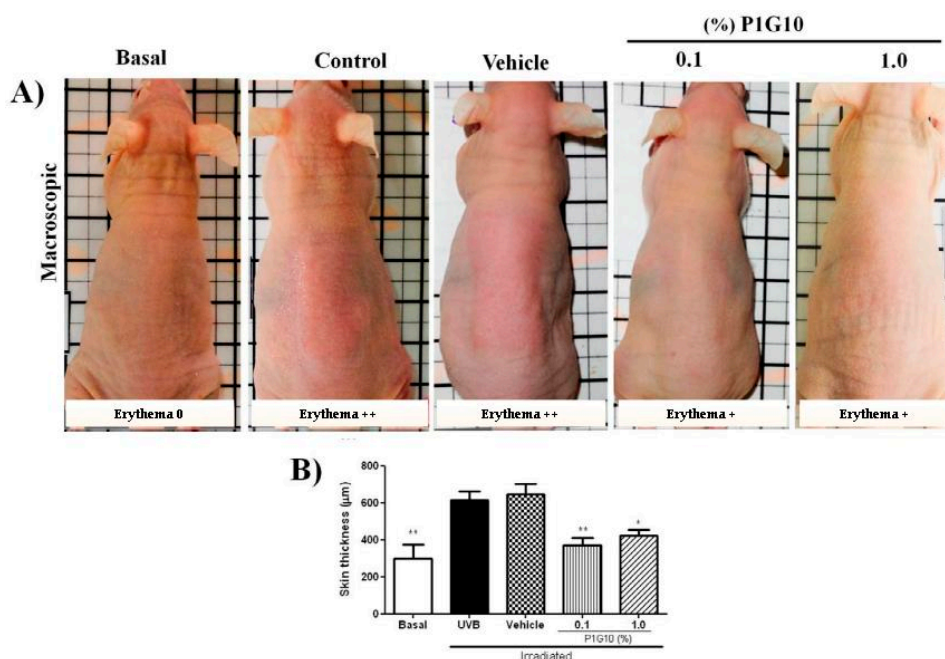 (%) P1G10
Basal Control Vehicle 0.1 1.0
A)
Macroscopic
Erythema 0 Erythema ++ Erythema ++ Erythema + Erythema +
B)
Skin thickness (µm)
800
600
400
200
0
** ** *
Basal UVB Vehicle 0.1 1.0
P1G10 (%)
Irradiated